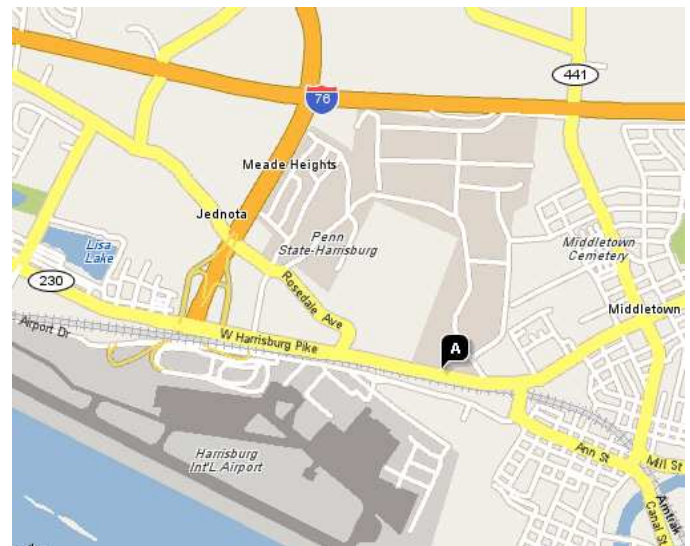 441
76
Meade Heights
Jednota
Penn
State-Harrisburg
Middletown
Cemetery
Lisa
Lake
230
Rosedale Ave
Middletown
Airport Dr
W Harrisburg Pike
A
Harrisburg
Int'L Airport
Ann St
Mill St
Amtrak
Canal St